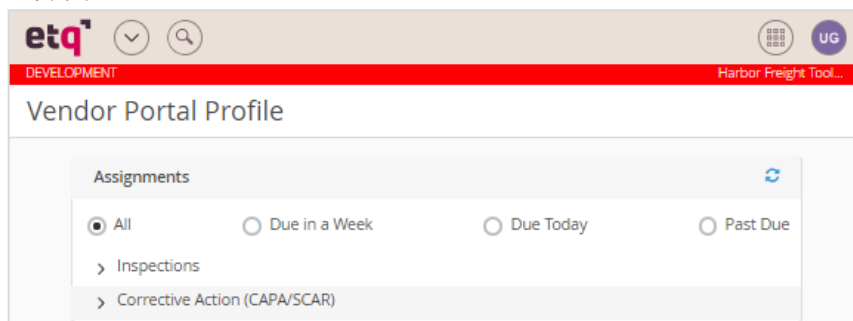 etq
UG
DEVELOPMENT
Harbor Freight Tool...
Vendor Portal Profile
Assignments
All
Due in a Week
Due Today
Past Due
Inspections
Corrective Action (CAPA/SCAR)